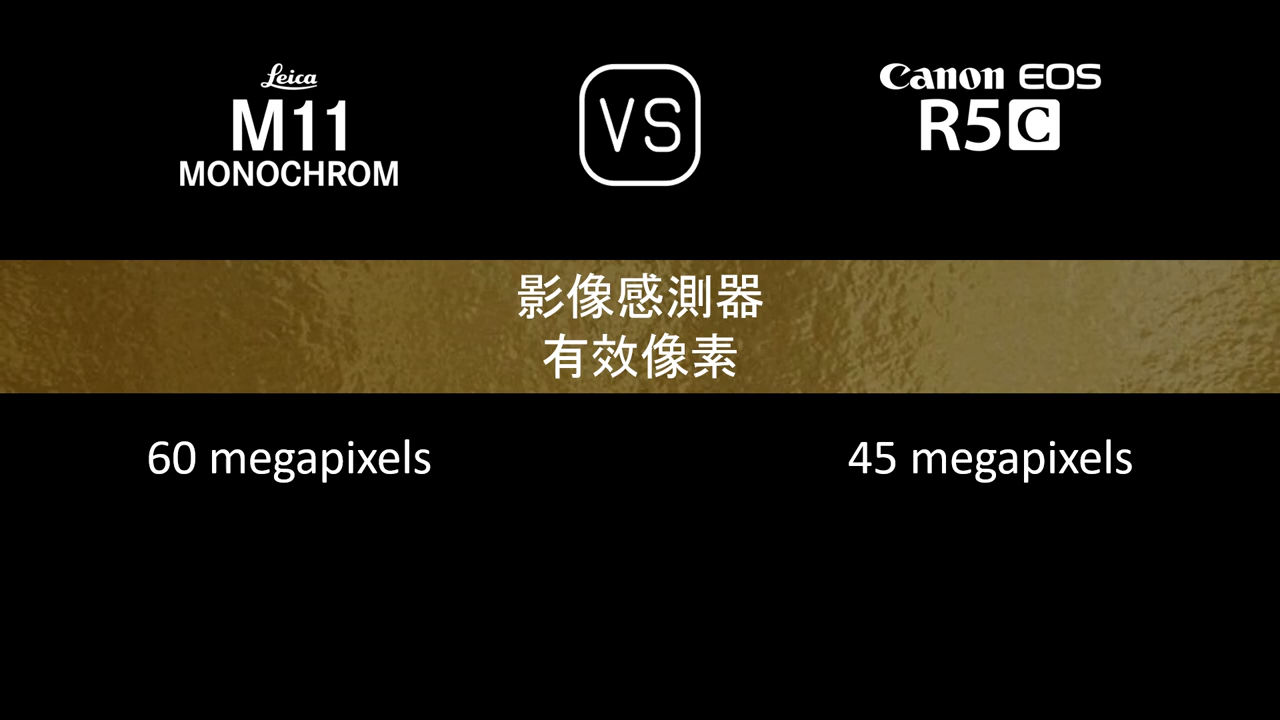 Leica
M11
MONOCHROM
VS
Canon EOS
R5 C
影像感測器
有效像素
60 megapixels
45 megapixels